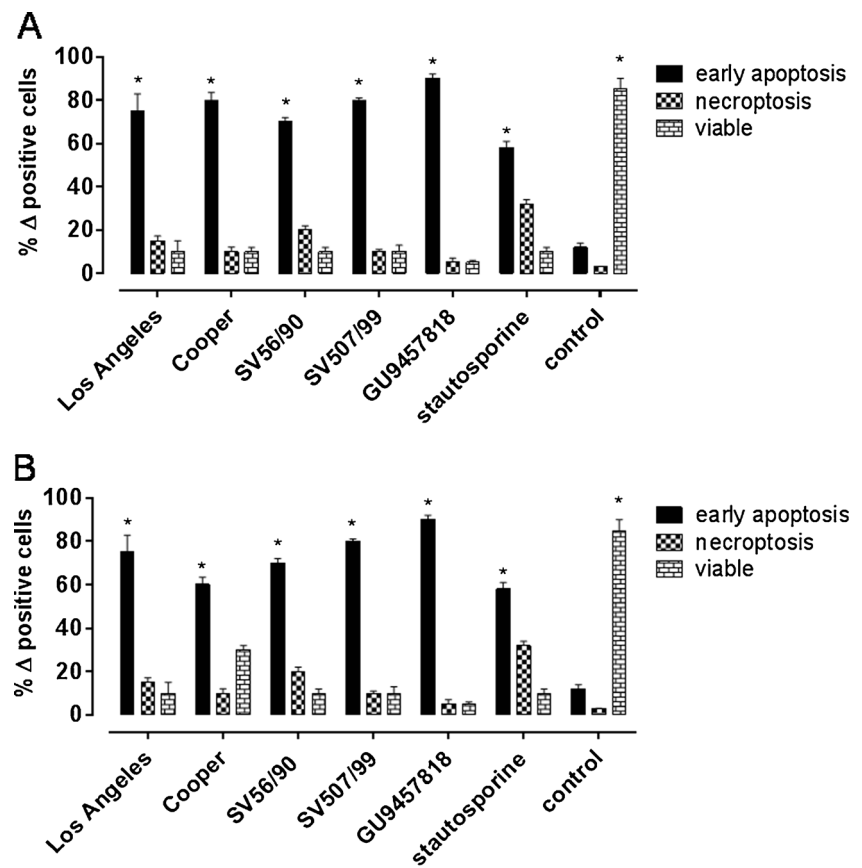 A
% Δ positive cells
100
80
60
40
20
0
* * * * * * *
early apoptosis
necroptosis
viable
Los Angeles
Cooper
SV56/90
SV507/99
GU9457818
stautosporine
control
B
% Δ positive cells
100
80
60
40
20
0
* * * * * * *
early apoptosis
necroptosis
viable
Los Angeles
Cooper
SV56/90
SV507/99
GU9457818
stautosporine
control